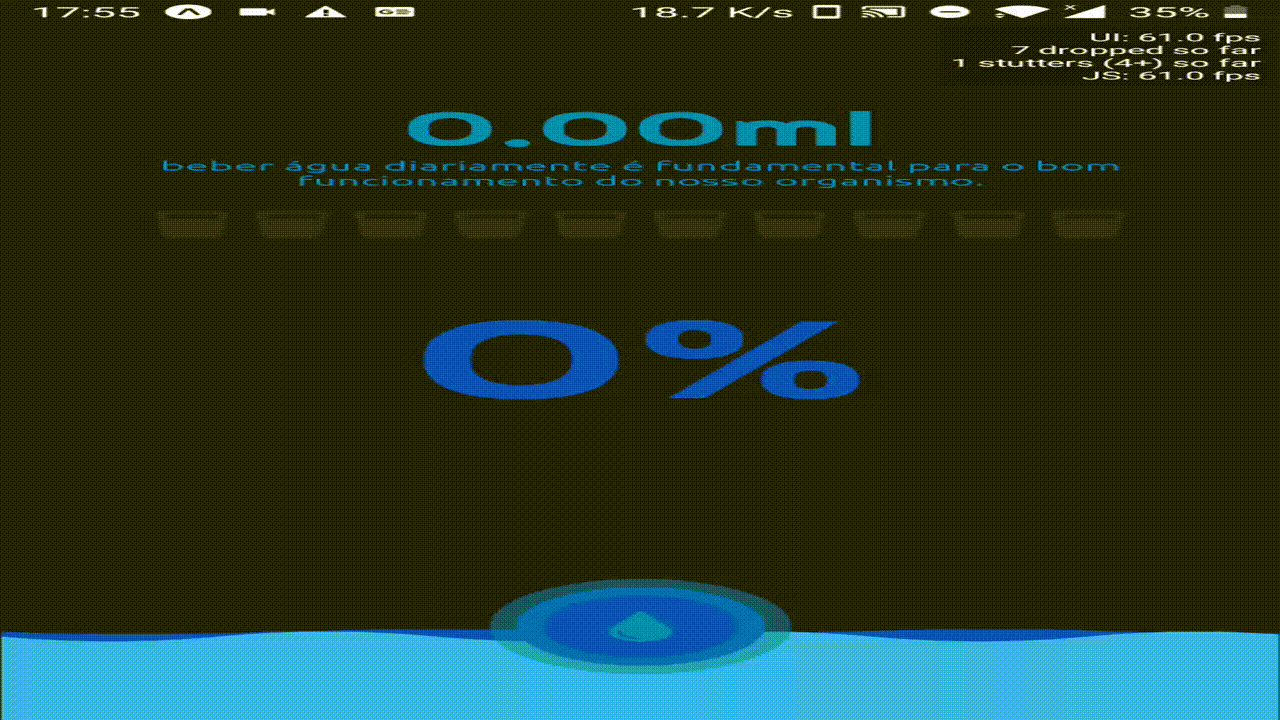 17:55 18.7 K/s 35%
UI: 61.0 fps
7 dropped so far
1 stutters (4+) so far
JS: 61.0 fps
0.00ml
beber água diariamente é fundamental para o bom
funcionamento do nosso organismo.
0%